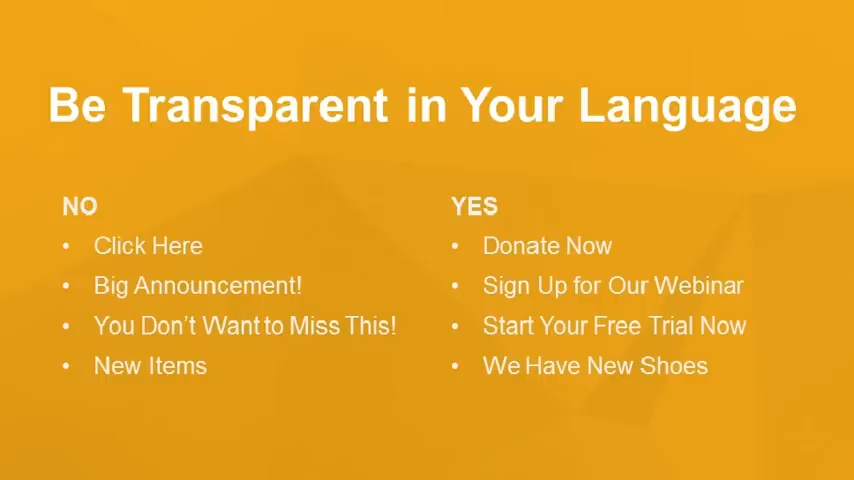 Be Transparent in Your Language
NO
• Click Here
• Big Announcement!
• You Don’t Want to Miss This!
• New Items
YES
• Donate Now
• Sign Up for Our Webinar
• Start Your Free Trial Now
• We Have New Shoes